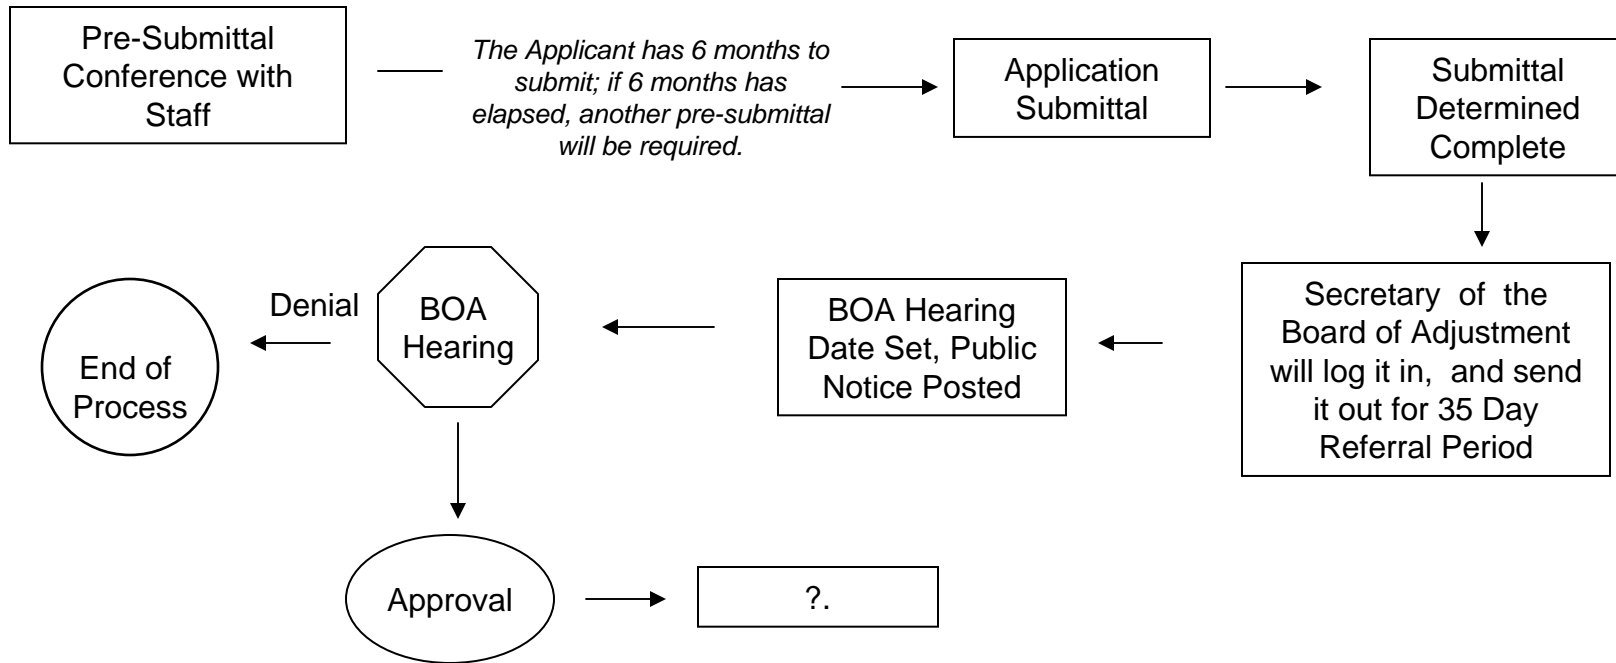 Pre-Submittal
Conference with
Staff
The Applicant has 6 months to
submit; if 6 months has
elapsed, another pre-submittal
will be required.
Application
Submittal
Submittal
Determined
Complete
Secretary of the
Board of Adjustment
will log it in, and send
it out for 35 Day
Referral Period
BOA Hearing
Date Set, Public
Notice Posted
BOA
Hearing
Denial
End of
Process
Approval
?.